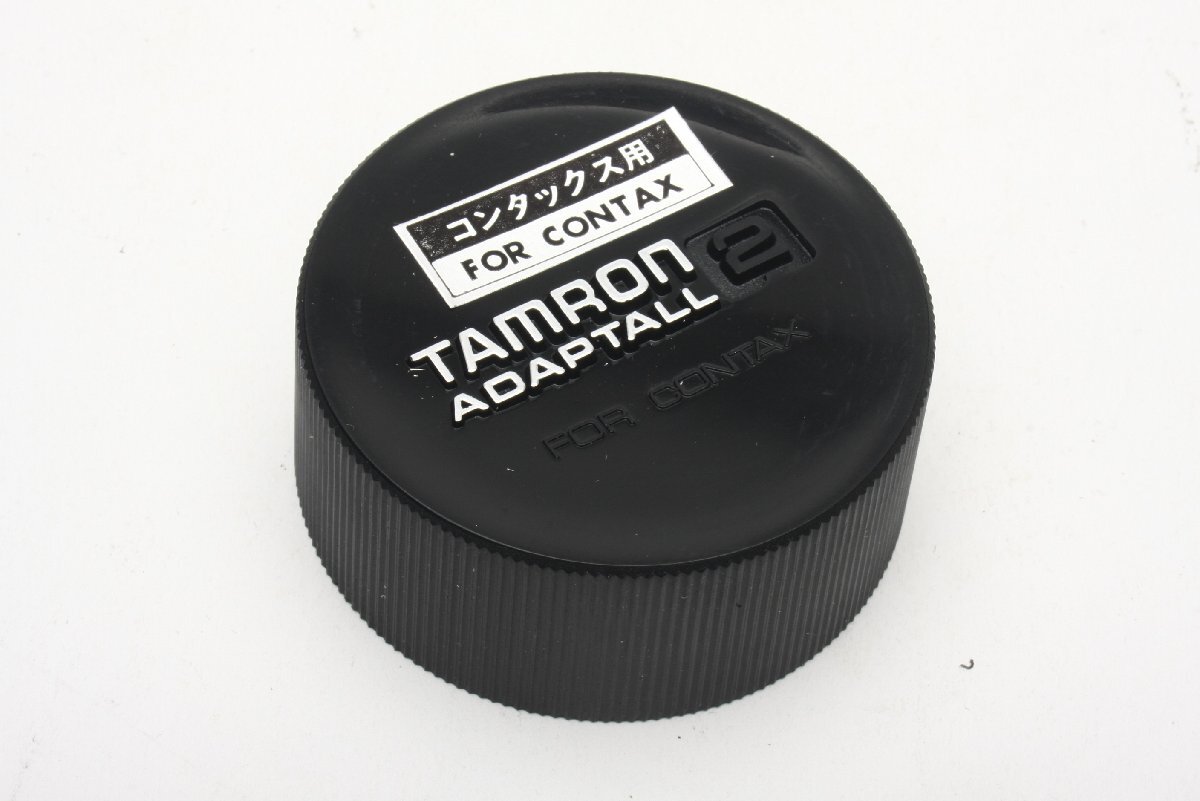 コンタックス用
FOR CONTAX
TAMRON 2
ADAPTALL
FOR CONTAX